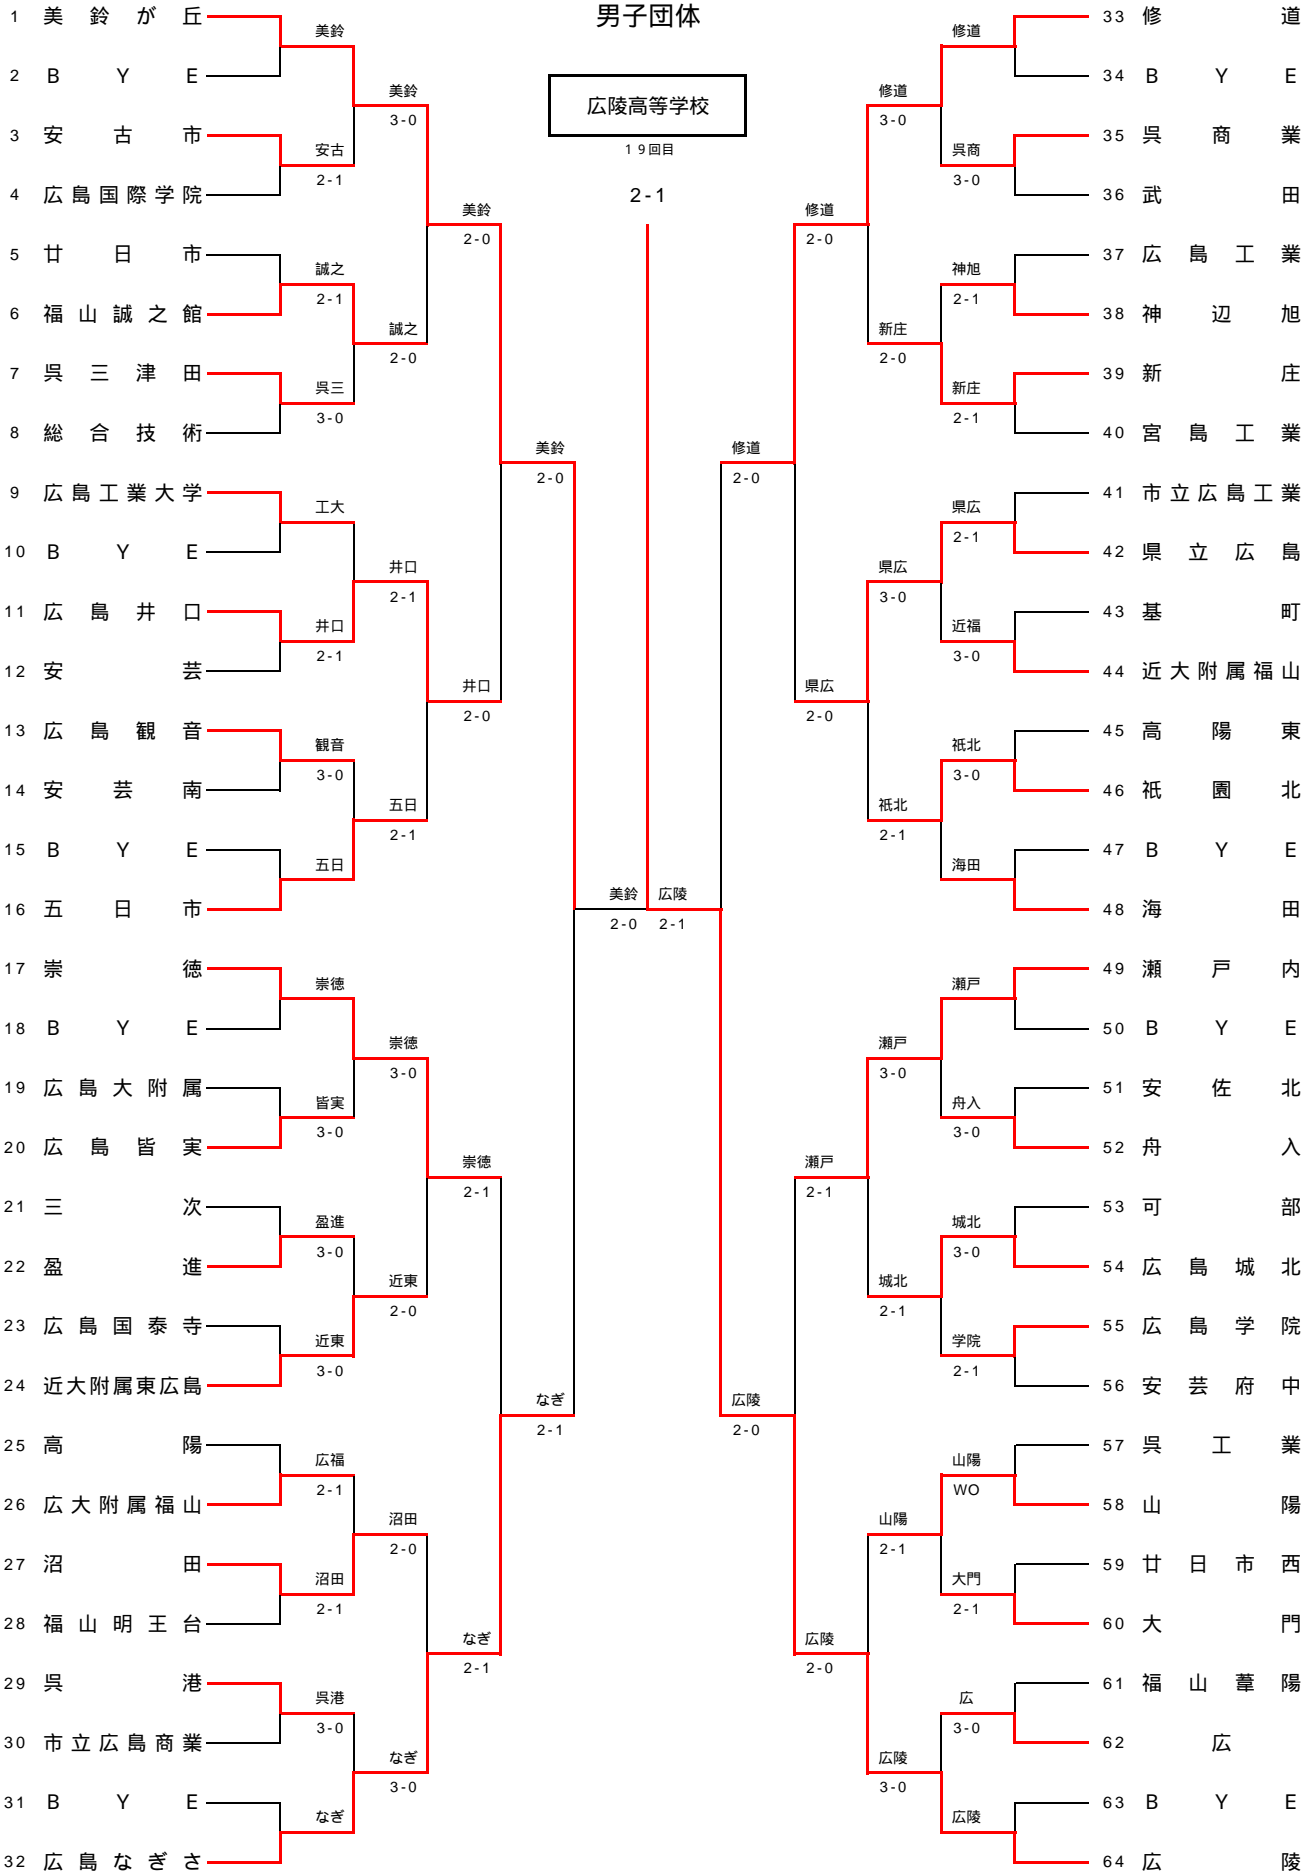 男子団体
広陵高等学校
19回目
2-1
1 美鈴が丘
2 BYE
3 安古市
4 広島国際学院
5 廿日市
6 福山誠之館
7 呉三津田
8 総合技術
9 広島工業大学
10 BYE
11 広島井口
12 安芸
13 広島観音
14 安芸南
15 BYE
16 五日市
17 崇徳
18 BYE
19 広島大附属
20 広島皆実
21 三次
22 盈進
23 広島国泰寺
24 近大附属東広島
25 高陽
26 広大附属福山
27 沼田
28 福山明王台
29 呉港
30 市立広島商業
31 BYE
32 広島なぎさ
美鈴
安古
2-1
誠之
2-1
呉三
3-0
工大
井口
2-1
観音
3-0
五日
崇徳
皆実
3-0
盈進
3-0
近東
3-0
広福
2-1
沼田
2-1
呉港
3-0
なぎ
美鈴
3-0
誠之
2-0
井口
2-1
五日
2-1
崇徳
3-0
近東
2-0
沼田
2-0
なぎ
3-0
美鈴
2-0
井口
2-0
崇徳
2-1
なぎ
2-1
美鈴
2-0
なぎ
2-1
美鈴
2-0
広陵
2-1
修道
2-0
広陵
2-0
修道
2-0
県広
2-0
瀬戸
2-1
広陵
2-0
修道
3-0
新庄
2-0
県広
3-0
祇北
2-1
瀬戸
3-0
城北
2-1
山陽
2-1
広陵
3-0
修道
呉商
3-0
神旭
2-1
新庄
2-1
県広
2-1
近福
3-0
祇北
3-0
海田
瀬戸
舟入
3-0
城北
3-0
学院
2-1
山陽
WO
大門
2-1
広
3-0
広陵
33 修道
34 BYE
35 呉商業
36 武田
37 広島工業
38 神辺旭
39 新庄
40 宮島工業
41 市立広島工業
42 県立広島
43 基町
44 近大附属福山
45 高陽東
46 祇園北
47 BYE
48 海田
49 瀬戸内
50 BYE
51 安佐北
52 舟入
53 可部
54 広島城北
55 広島学院
56 安芸府中
57 呉工業
58 山陽
59 廿日市西
60 大門
61 福山葦陽
62 広
63 BYE
64 広陵